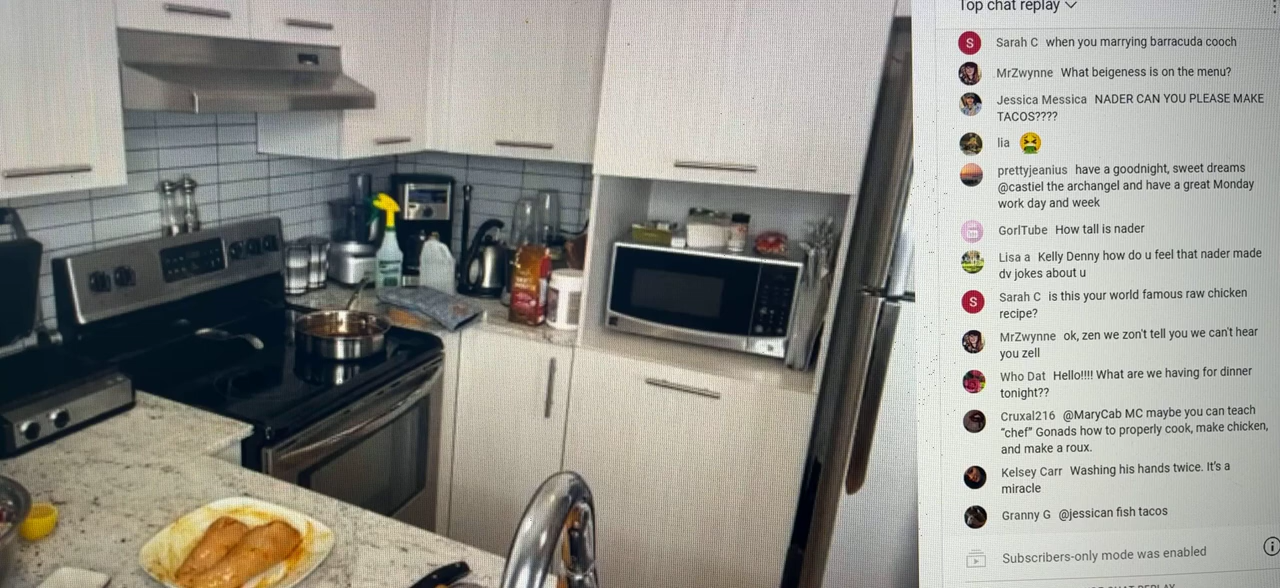 Top chat replay
Sarah C when you marrying barracuda cooch
MrZwynne What beigeness is on the menu?
Jessica Messica NADER CAN YOU PLEASE MAKE
TACOS????
lia 🤮
prettyjeanius have a goodnight, sweet dreams
@castiel the archangel and have a great Monday
work day and week
GorlTube How tall is nader
Lisa a Kelly Denny how do u feel that nader made
dv jokes about u
Sarah C is this your world famous raw chicken
recipe?
MrZwynne ok, zen we zon't tell you we can't hear
you zell
Who Dat Hello!!!! What are we having for dinner
tonight??
Cruxal216 @MaryCab MC maybe you can teach
“chef” Gonads how to properly cook, make chicken,
and make a roux.
Kelsey Carr Washing his hands twice. It's a
miracle
Granny G @jessican fish tacos
Subscribers-only mode was enabled
CHAT REPLAY